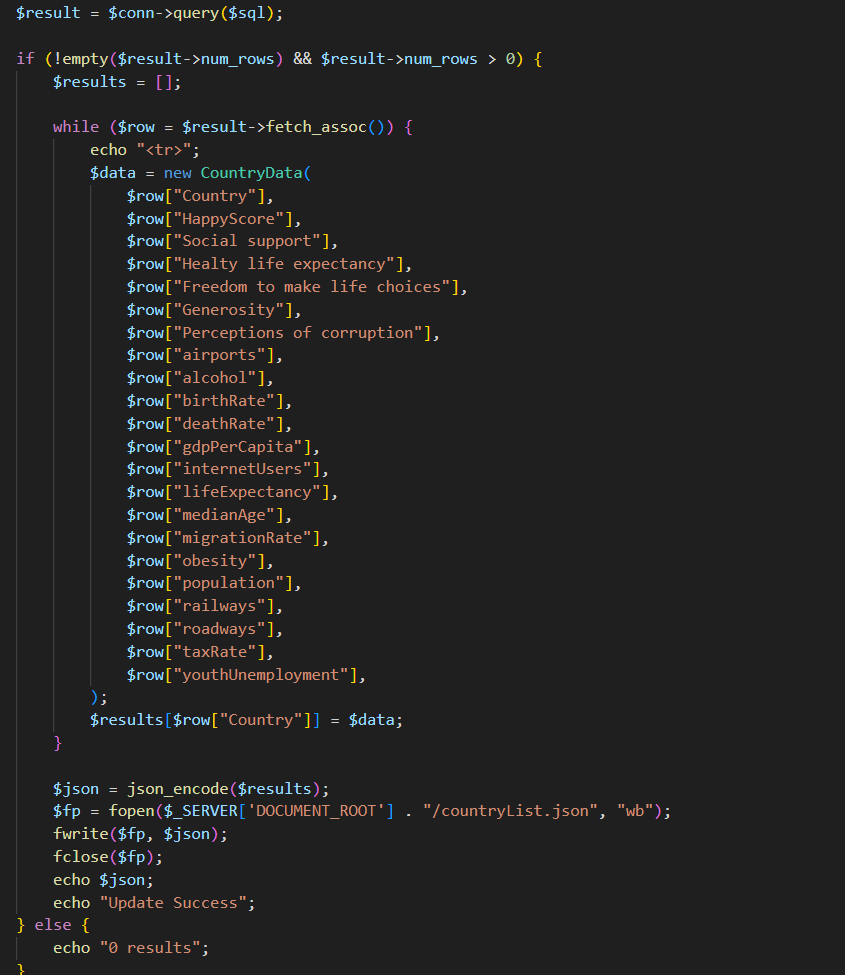 $result = $conn->query($sql);
if (!empty($result->num_rows) && $result->num_rows > 0) {
$results = [];
while ($row = $result->fetch_assoc()) {
echo "<tr>";
$data = new CountryData(
$row["Country"],
$row["HappyScore"],
$row["Social support"],
$row["Healty life expectancy"],
$row["Freedom to make life choices"],
$row["Generosity"],
$row["Perceptions of corruption"],
$row["airports"],
$row["alcohol"],
$row["birthRate"],
$row["deathRate"],
$row["gdpPerCapita"],
$row["internetUsers"],
$row["lifeExpectancy"],
$row["medianAge"],
$row["migrationRate"],
$row["obesity"],
$row["population"],
$row["railways"],
$row["roadways"],
$row["taxRate"],
$row["youthUnemployment"],
);
$results[$row["Country"]] = $data;
}
$json = json_encode($results);
$fp = fopen($_SERVER['DOCUMENT_ROOT'] . "/countryList.json", "wb");
fwrite($fp, $json);
fclose($fp);
echo $json;
echo "Update Success";
} else {
echo "0 results";
}